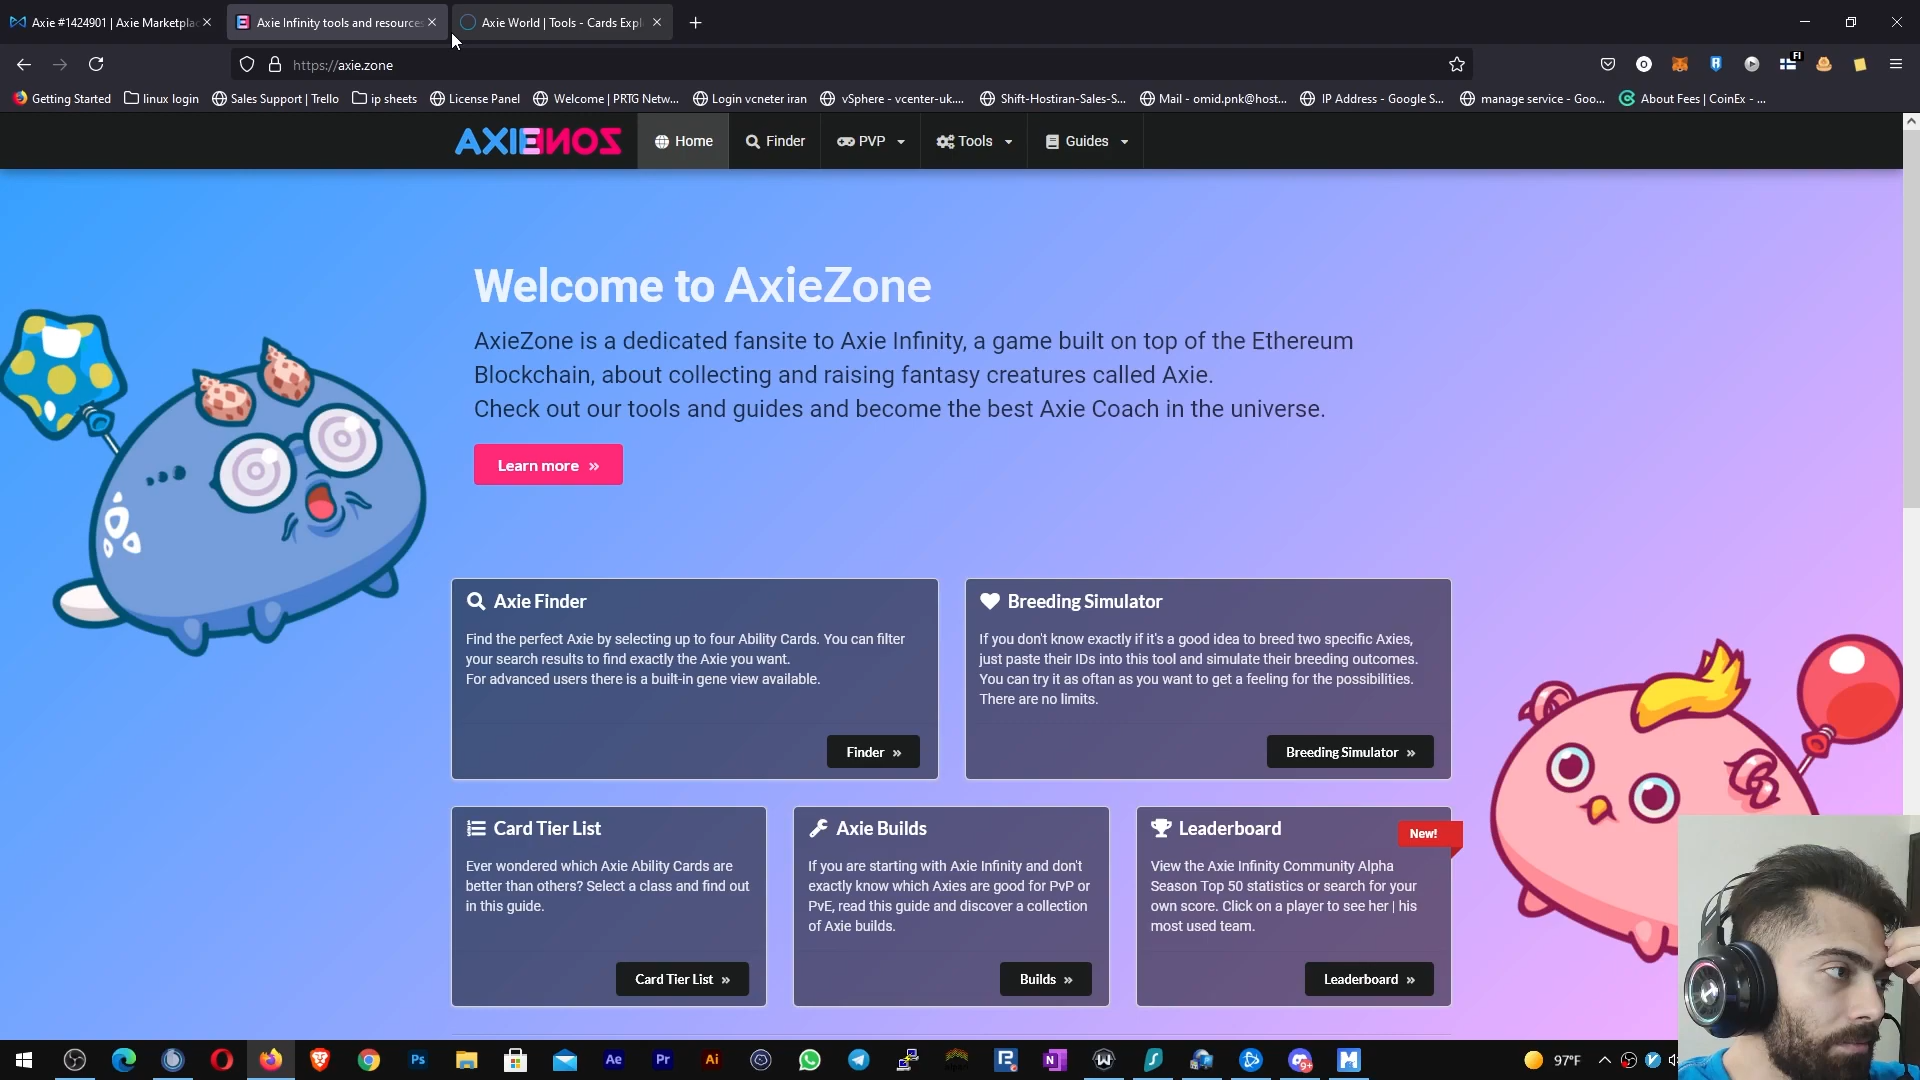 Axie #1424901 | Axie Marketplac
Axie Infinity tools and resources
Axie World | Tools - Cards Expl
https://axie.zone
FI
Getting Started
linux login
Sales Support | Trello
ip sheets
License Panel
Welcome | PRTG Netw...
Login vcneter iran
vSphere - vcenter-uk....
Shift-Hostiran-Sales-S...
Mail - omid.pnk@host...
IP Address - Google S...
manage service - Goo...
About Fees | CoinEx - ...
AXIEZONE
Home
Finder
PVP
Tools
Guides
Welcome to AxieZone
AxieZone is a dedicated fansite to Axie Infinity, a game built on top of the Ethereum
Blockchain, about collecting and raising fantasy creatures called Axie.
Check out our tools and guides and become the best Axie Coach in the universe.
Learn more »
Axie Finder
Find the perfect Axie by selecting up to four Ability Cards. You can filter
your search results to find exactly the Axie you want.
For advanced users there is a built-in gene view available.
Finder »
Breeding Simulator
If you don't know exactly if it's a good idea to breed two specific Axies,
just paste their IDs into this tool and simulate their breeding outcomes.
You can try it as oftan as you want to get a feeling for the possibilities.
There are no limits.
Breeding Simulator »
Card Tier List
Ever wondered which Axie Ability Cards are
better than others? Select a class and find out
in this guide.
Card Tier List »
Axie Builds
If you are starting with Axie Infinity and don't
exactly know which Axies are good for PvP or
PvE, read this guide and discover a collection
of Axie builds.
Builds »
Leaderboard
New!
View the Axie Infinity Community Alpha
Season Top 50 statistics or search for your
own score. Click on a player to see her | his
most used team.
Leaderboard »
Ps
Ae
Pr
Ai
9+
97°F